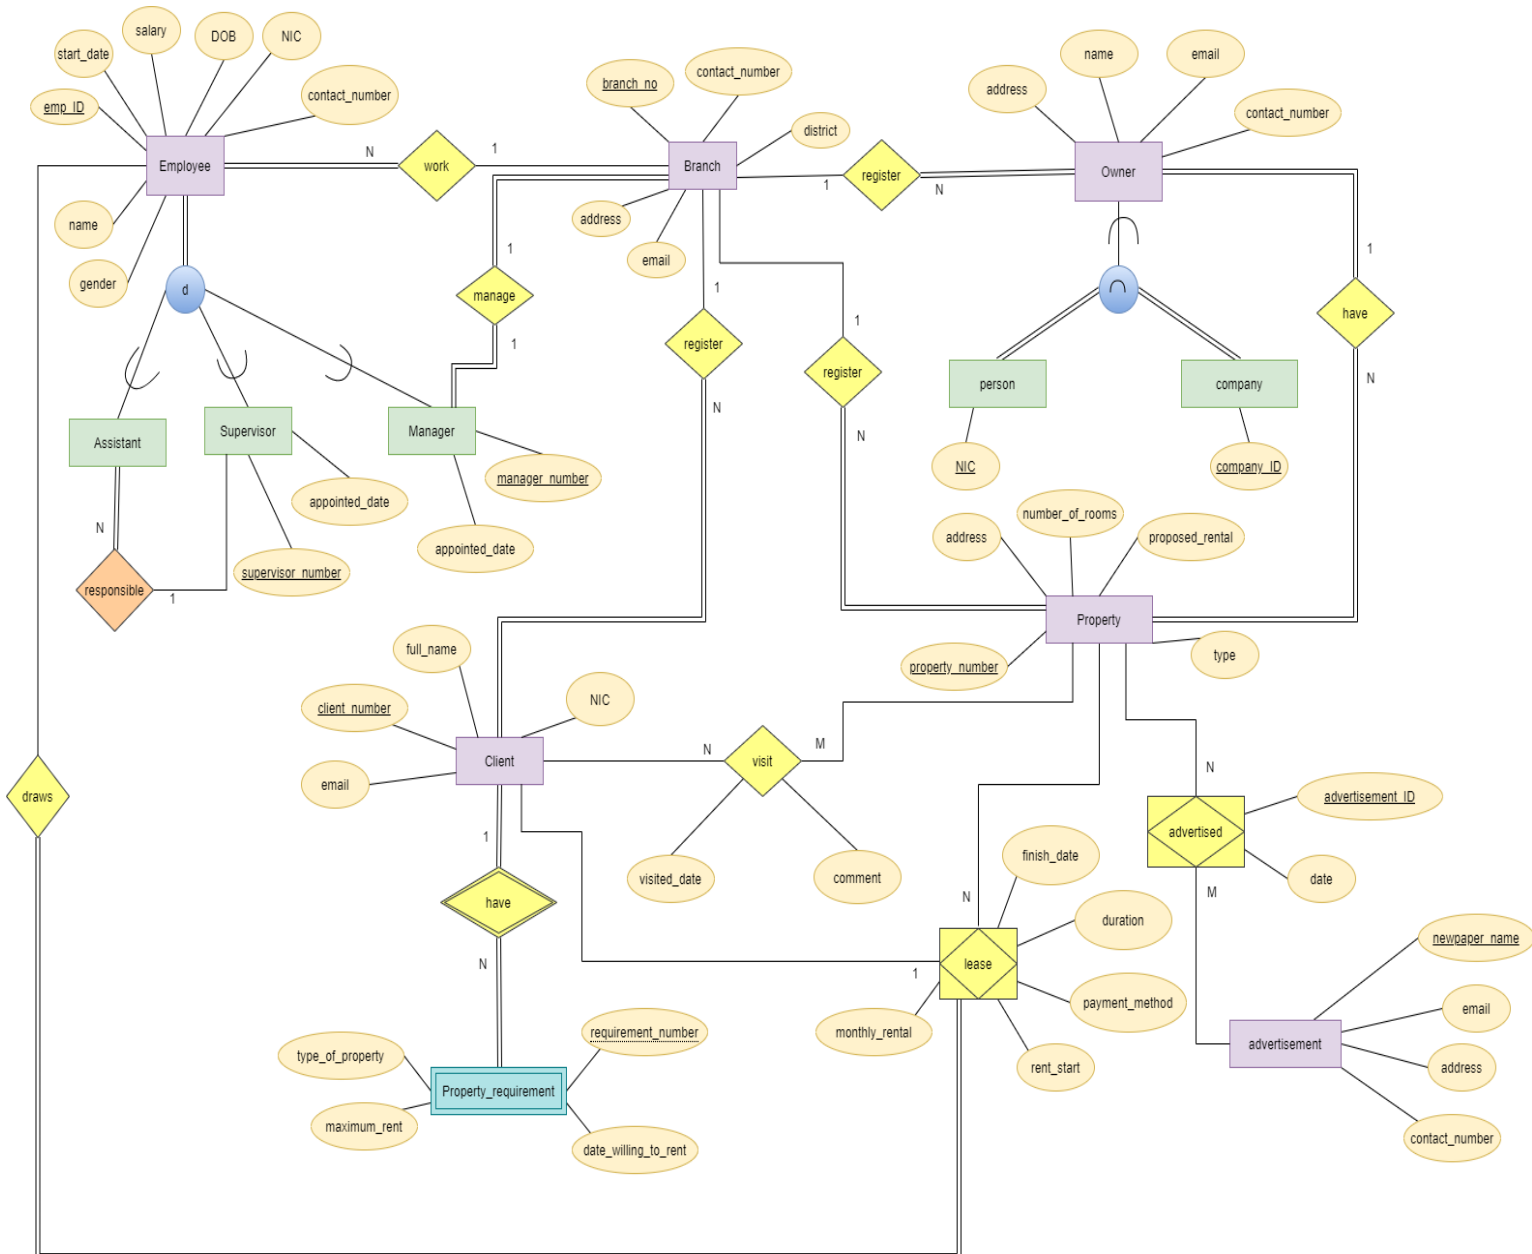 salary
DOB
NIC
start_date
contact_number
emp_ID
Employee
name
gender
d
N
work
1
branch_no
contact_number
district
Branch
address
email
1
register
N
name
email
address
contact_number
Owner
1
have
N
1
manage
1
1
register
N
1
register
N
person
company
NIC
company_ID
Assistant
Supervisor
Manager
manager_number
appointed_date
appointed_date
supervisor_number
N
responsible
1
number_of_rooms
address
proposed_rental
Property
property_number
type
full_name
client_number
NIC
Client
email
N
visit
M
visited_date
comment
draws
1
have
N
N
advertised
advertisement_ID
date
M
finish_date
duration
N
lease
1
payment_method
monthly_rental
rent_start
newpaper_name
email
advertisement
address
contact_number
requirement_number
type_of_property
Property_requirement
maximum_rent
date_willing_to_rent